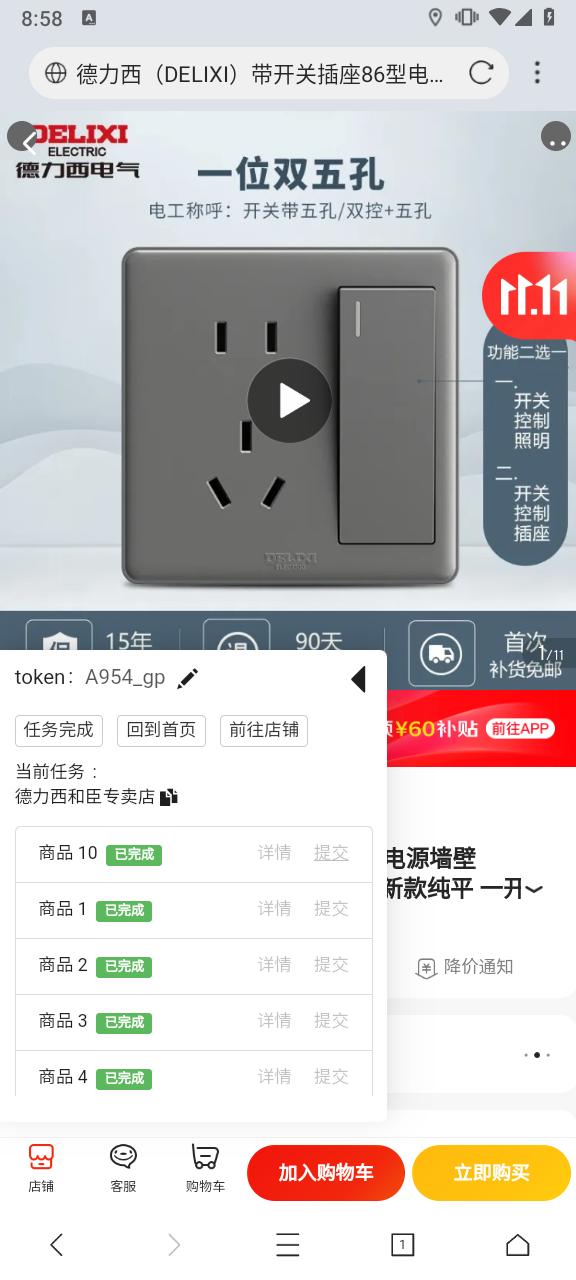 8:58
A
德力西（DELIXI）带开关插座86型电...
DELIXI
ELECTRIC
德力西电气
一位双五孔
电工称呼：开关带五孔/双控+五孔
11.11
功能二选一
一.
开关
控制
照明
二.
开关
控制
插座
DELIXI
ELECTRIC
保
15年
退
90天
首次
补货免邮
1/11
token： A954_gp
¥60补贴 前往APP
任务完成 回到首页 前往店铺
当前任务：
德力西和臣专卖店
商品 10 已完成 详情 提交
电源墙壁
新款纯平 一开
商品 1 已完成 详情 提交
商品 2 已完成 详情 提交
降价通知
商品 3 已完成 详情 提交
商品 4 已完成 详情 提交
店铺 客服 购物车 加入购物车 立即购买
1